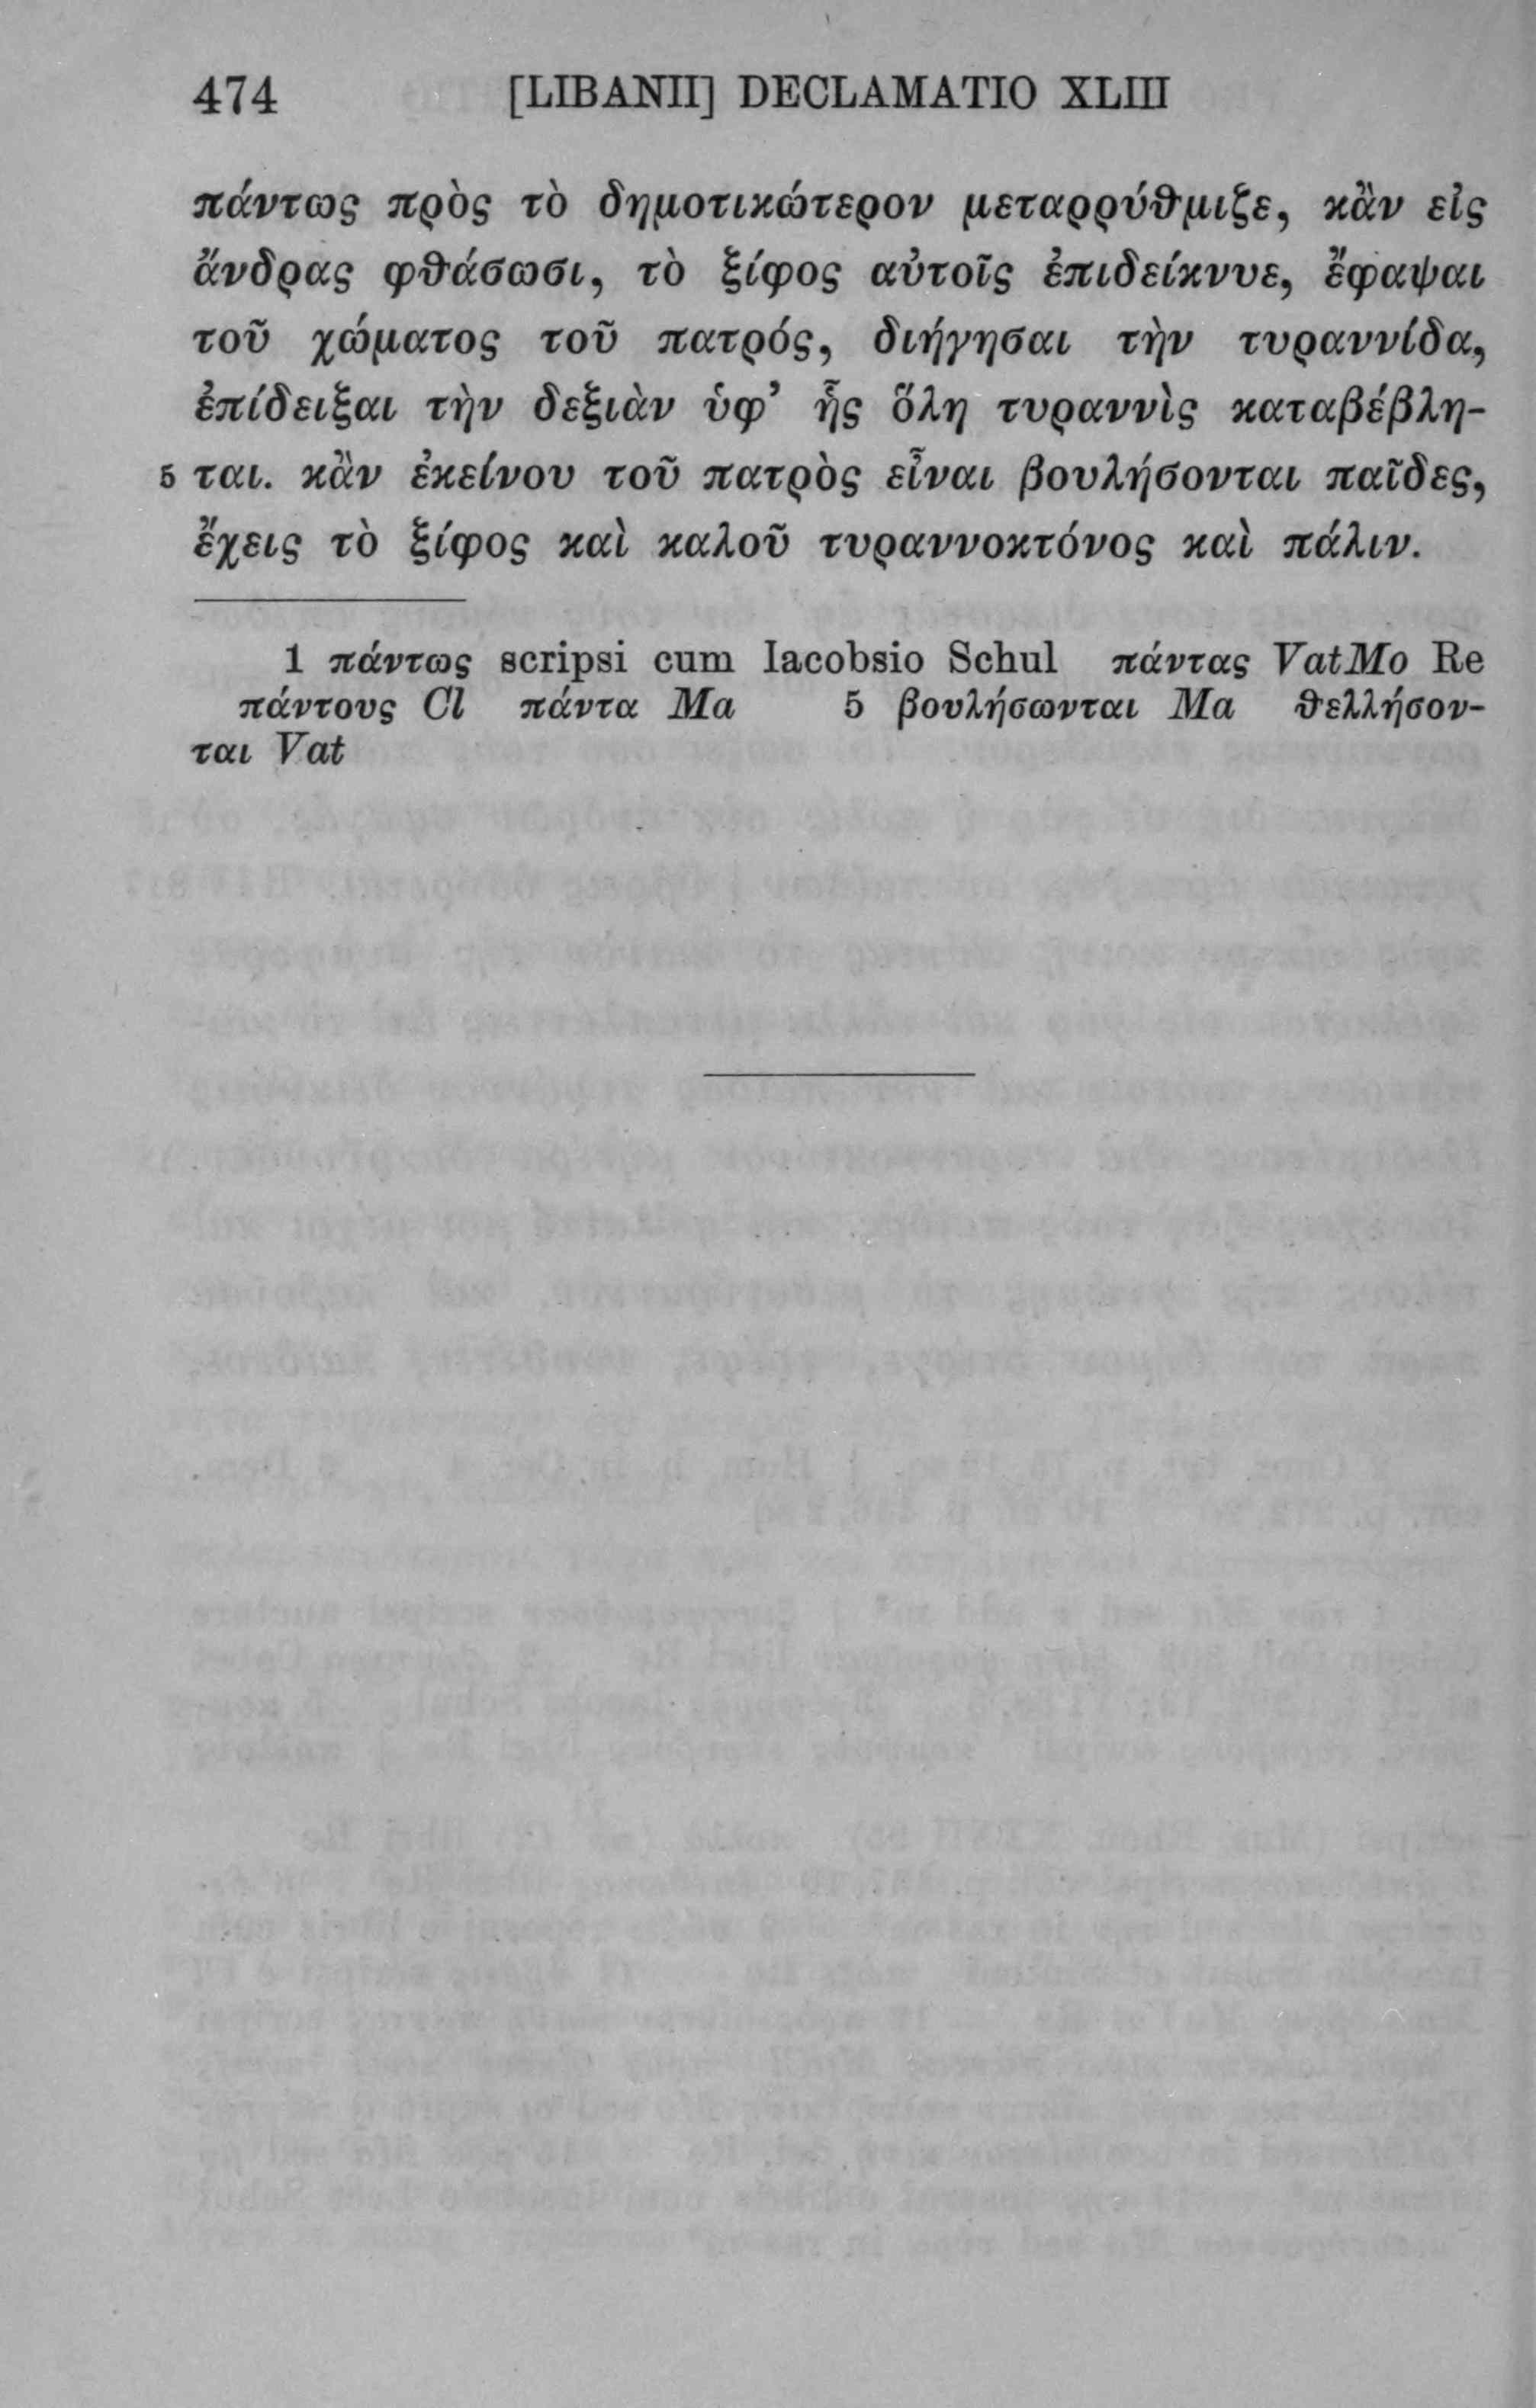 474 [LIBANII] DECLAMATIO XLIII
πάντως πρὸς τὸ δημοτικώτερον μεταρρύθμιζε, κἂν εἰς
ἄνδρας φθάσωσι, τὸ ξίφος αὐτοῖς ἐπιδείκνυε, ἔφαψαι
τοῦ χώματος τοῦ πατρός, διήγησαι τὴν τυραννίδα,
ἐπίδειξαι τὴν δεξιὰν ὑφ’ ἧς ὅλη τυραννὶς καταβέβλη-
5 ται. κἂν ἐκείνου τοῦ πατρὸς εἶναι βουλήσονται παῖδες,
ἔχεις τὸ ξίφος καὶ καλοῦ τυραννοκτόνος καὶ πάλιν.
1 πάντως scripsi cum Iacobsio Schul πάντας VatMo Re
πάντους Cl πάντα Ma 5 βουλήσωνται Ma θελλήσον-
ται Vat